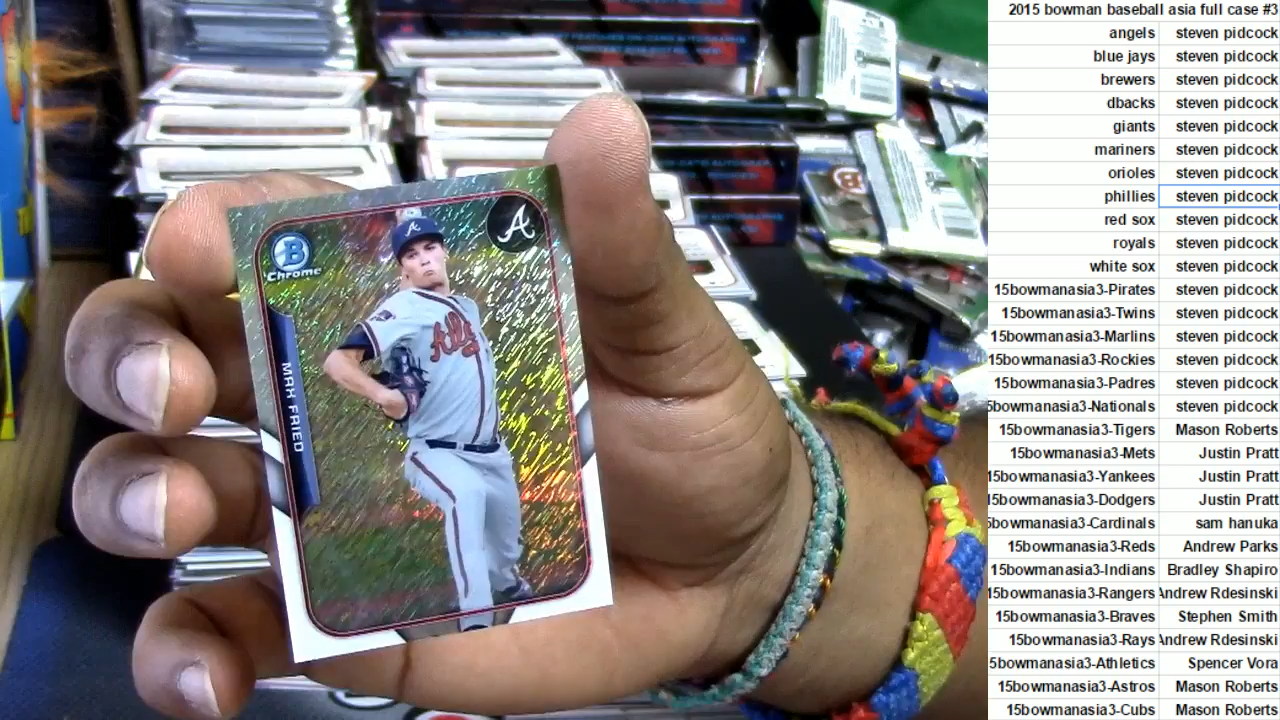 2015 bowman baseball asia full case #3
angels steven pidcock
blue jays steven pidcock
brewers steven pidcock
dbacks steven pidcock
giants steven pidcock
mariners steven pidcock
orioles steven pidcock
phillies steven pidcock
red sox steven pidcock
royals steven pidcock
white sox steven pidcock
15bowmanasia3-Pirates steven pidcock
15bowmanasia3-Twins steven pidcock
15bowmanasia3-Marlins steven pidcock
15bowmanasia3-Rockies steven pidcock
15bowmanasia3-Padres steven pidcock
5bowmanasia3-Nationals steven pidcock
15bowmanasia3-Tigers Mason Roberts
15bowmanasia3-Mets Justin Pratt
15bowmanasia3-Yankees Justin Pratt
15bowmanasia3-Dodgers Justin Pratt
5bowmanasia3-Cardinals sam hanuka
15bowmanasia3-Reds Andrew Parks
15bowmanasia3-Indians Bradley Shapiro
15bowmanasia3-Rangers Andrew Rdesinski
15bowmanasia3-Braves Stephen Smith
15bowmanasia3-Rays Andrew Rdesinski
5bowmanasia3-Athletics Spencer Vora
15bowmanasia3-Astros Mason Roberts
15bowmanasia3-Cubs Mason Roberts
B
Chrome
A
MAX FRIED